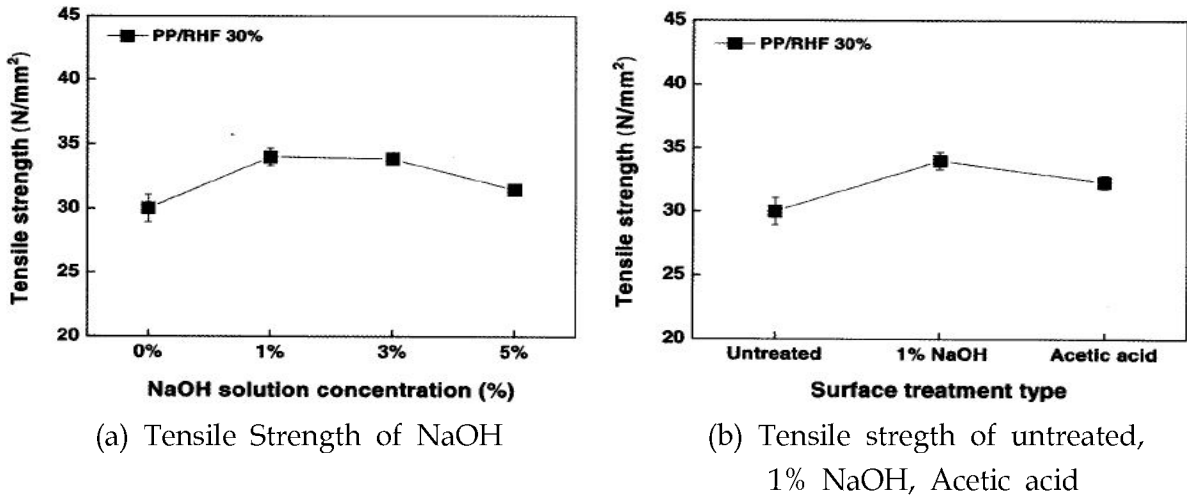 45
40
35
30
25
20
Tensile strength (N/mm²)
PP/RHF 30%
0% 1% 3% 5%
NaOH solution concentration (%)
(a) Tensile Strength of NaOH
45
40
35
30
25
20
Tensile strength (N/mm²)
PP/RHF 30%
Untreated 1% NaOH Acetic acid
Surface treatment type
(b) Tensile stregth of untreated,
1% NaOH, Acetic acid